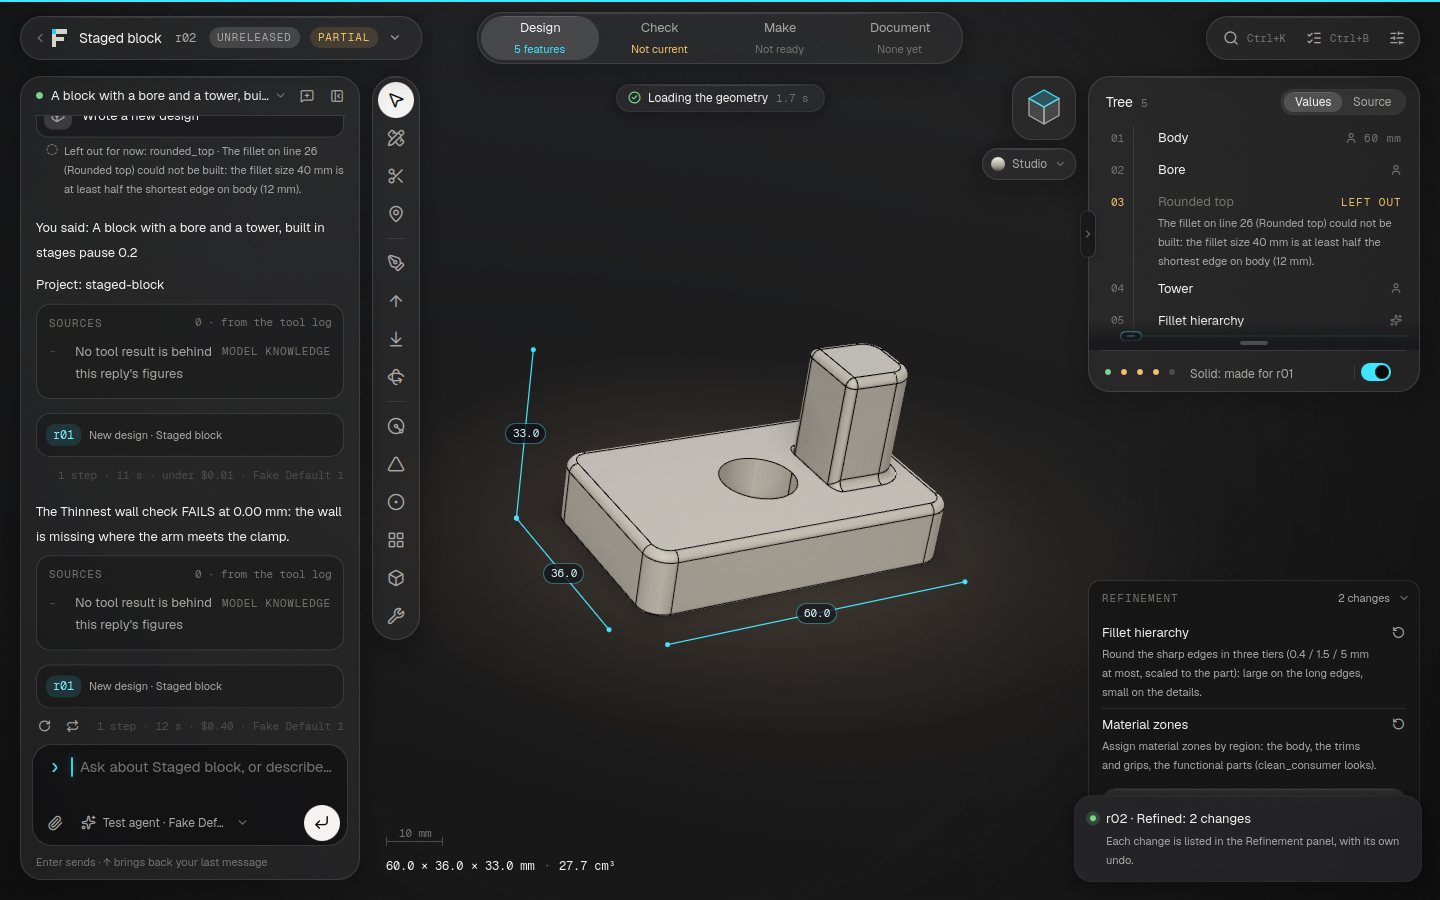 Staged block r02 UNRELEASED PARTIAL
Design
5 features
Check
Not current
Make
Not ready
Document
None yet
Ctrl+K
Ctrl+B
A block with a bore and a tower, bui...
Wrote a new design
Left out for now: rounded_top · The fillet on line 26
(Rounded top) could not be built: the fillet size 40 mm is
at least half the shortest edge on body (12 mm).
You said: A block with a bore and a tower, built in
stages pause 0.2
Project: staged-block
SOURCES 0 · from the tool log
– No tool result is behind MODEL KNOWLEDGE
this reply's figures
r01 New design · Staged block
1 step · 11 s · under $0.01 · Fake Default 1
The Thinnest wall check FAILS at 0.00 mm: the wall
is missing where the arm meets the clamp.
SOURCES 0 · from the tool log
– No tool result is behind MODEL KNOWLEDGE
this reply's figures
r01 New design · Staged block
1 step · 12 s · $0.40 · Fake Default 1
Ask about Staged block, or describe...
Test agent · Fake Def...
Enter sends · ↑ brings back your last message
Loading the geometry 1.7 s
33.0
36.0
60.0
10 mm
60.0 × 36.0 × 33.0 mm · 27.7 cm³
Studio
Tree 5
Values Source
01 Body 60 mm
02 Bore
03 Rounded top LEFT OUT
The fillet on line 26 (Rounded top) could not be
built: the fillet size 40 mm is at least half the
shortest edge on body (12 mm).
04 Tower
05 Fillet hierarchy
Solid: made for r01
REFINEMENT 2 changes
Fillet hierarchy
Round the sharp edges in three tiers (0.4 / 1.5 / 5 mm
at most, scaled to the part): large on the long edges,
small on the details.
Material zones
Assign material zones by region: the body, the trims
and grips, the functional parts (clean_consumer looks).
r02 · Refined: 2 changes
Each change is listed in the Refinement panel, with its own
undo.